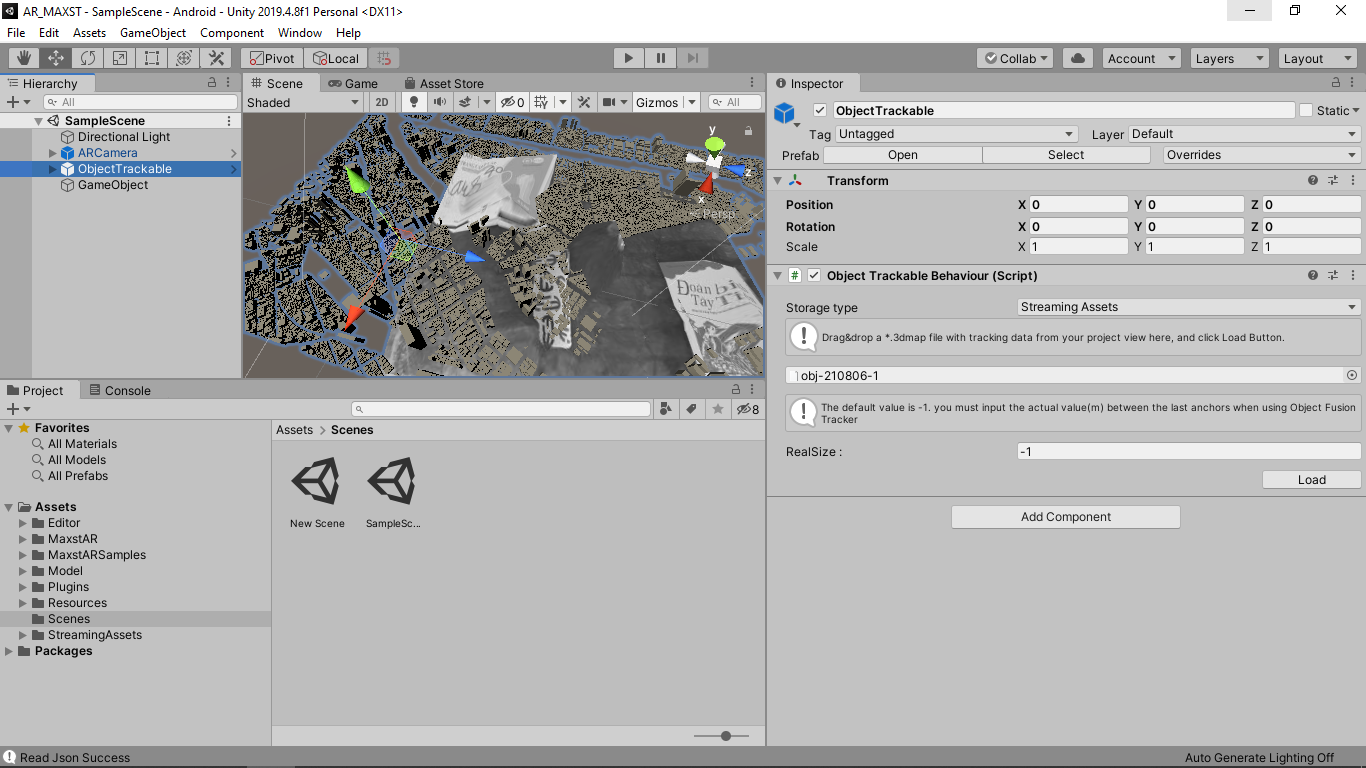 AR_MAXST - SampleScene - Android - Unity 2019.4.8f1 Personal <DX11>
File Edit Assets GameObject Component Window Help
Pivot Local Collab Account Layers Layout
Hierarchy
All
SampleScene
Directional Light
ARCamera
ObjectTrackable
GameObject
Scene Game Asset Store
Shaded 2D 0 Gizmos All
y
z
x
Persp
Đoàn bi
Tây Ti
Inspector
ObjectTrackable Static
Tag Untagged Layer Default
Prefab Open Select Overrides
Transform
Position X 0 Y 0 Z 0
Rotation X 0 Y 0 Z 0
Scale X 1 Y 1 Z 1
# Object Trackable Behaviour (Script)
Storage type Streaming Assets
Drag&drop a *.3dmap file with tracking data from your project view here, and click Load Button.
obj-210806-1
The default value is -1. you must input the actual value(m) between the last anchors when using Object Fusion
Tracker
RealSize : -1
Load
Add Component
Project Console
8
Favorites
All Materials
All Models
All Prefabs
Assets
Editor
MaxstAR
MaxstARSamples
Model
Plugins
Resources
Scenes
StreamingAssets
Packages
Assets > Scenes
New Scene SampleSc...
Read Json Success
Auto Generate Lighting Off